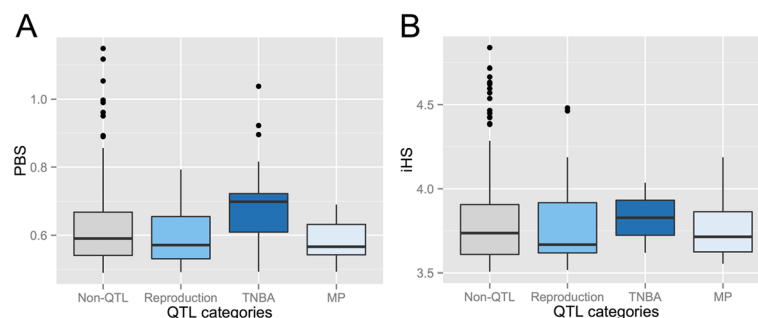 A
PBS
1.0
0.8
0.6
Non-QTL Reproduction TNBA MP
QTL categories
B
iHS
4.5
4.0
3.5
Non-QTL Reproduction TNBA MP
QTL categories